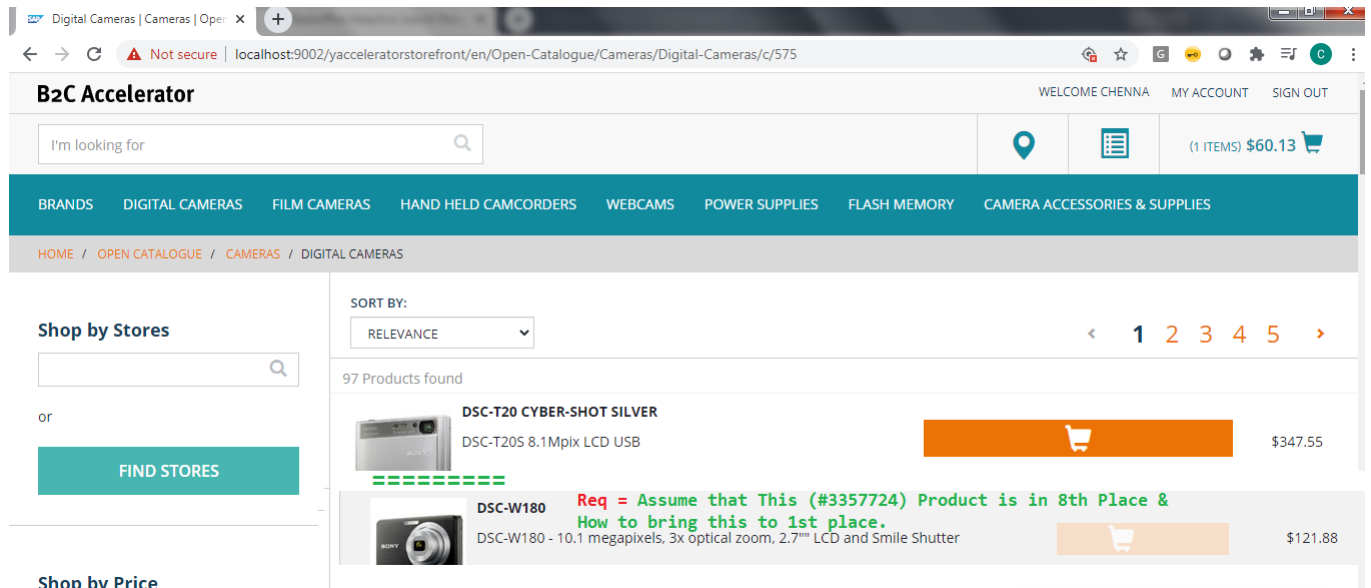 Digital Cameras | Cameras | Oper
Not secure | localhost:9002/yacceleratorstorefront/en/Open-Catalogue/Cameras/Digital-Cameras/c/575
G
C
B2C Accelerator
WELCOME CHENNA MY ACCOUNT SIGN OUT
I'm looking for
(1 ITEMS) $60.13
BRANDS DIGITAL CAMERAS FILM CAMERAS HAND HELD CAMCORDERS WEBCAMS POWER SUPPLIES FLASH MEMORY CAMERA ACCESSORIES & SUPPLIES
HOME / OPEN CATALOGUE / CAMERAS / DIGITAL CAMERAS
Shop by Stores
or
FIND STORES
Shop by Price
SORT BY:
RELEVANCE
< 1 2 3 4 5 >
97 Products found
DSC-T20 CYBER-SHOT SILVER
DSC-T20S 8.1Mpix LCD USB
$347.55
=========
DSC-W180
Req = Assume that This (#3357724) Product is in 8th Place &
How to bring this to 1st place.
DSC-W180 - 10.1 megapixels, 3x optical zoom, 2.7"" LCD and Smile Shutter
$121.88